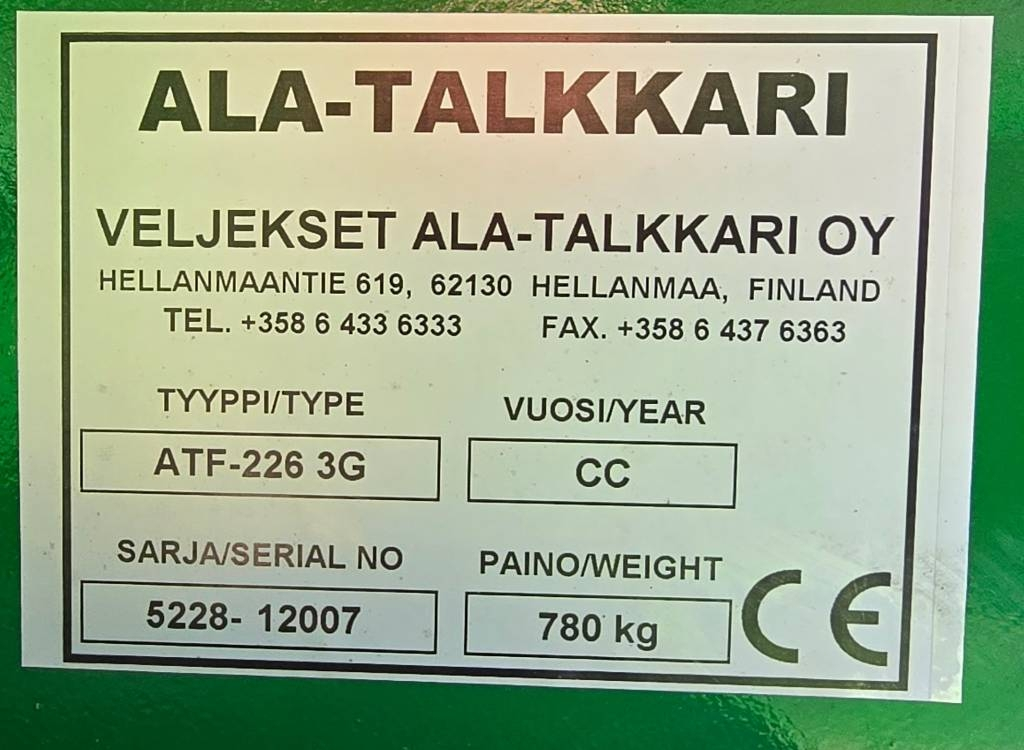 ALA-TALKKARI
VELJEKSET ALA-TALKKARI OY
HELLANMAANTIE 619, 62130 HELLANMAA, FINLAND
TEL. +358 6 433 6333 FAX. +358 6 437 6363
TYYPPI/TYPE VUOSI/YEAR
ATF-226 3G CC
SARJA/SERIAL NO PAINO/WEIGHT
5228- 12007 780 kg CE